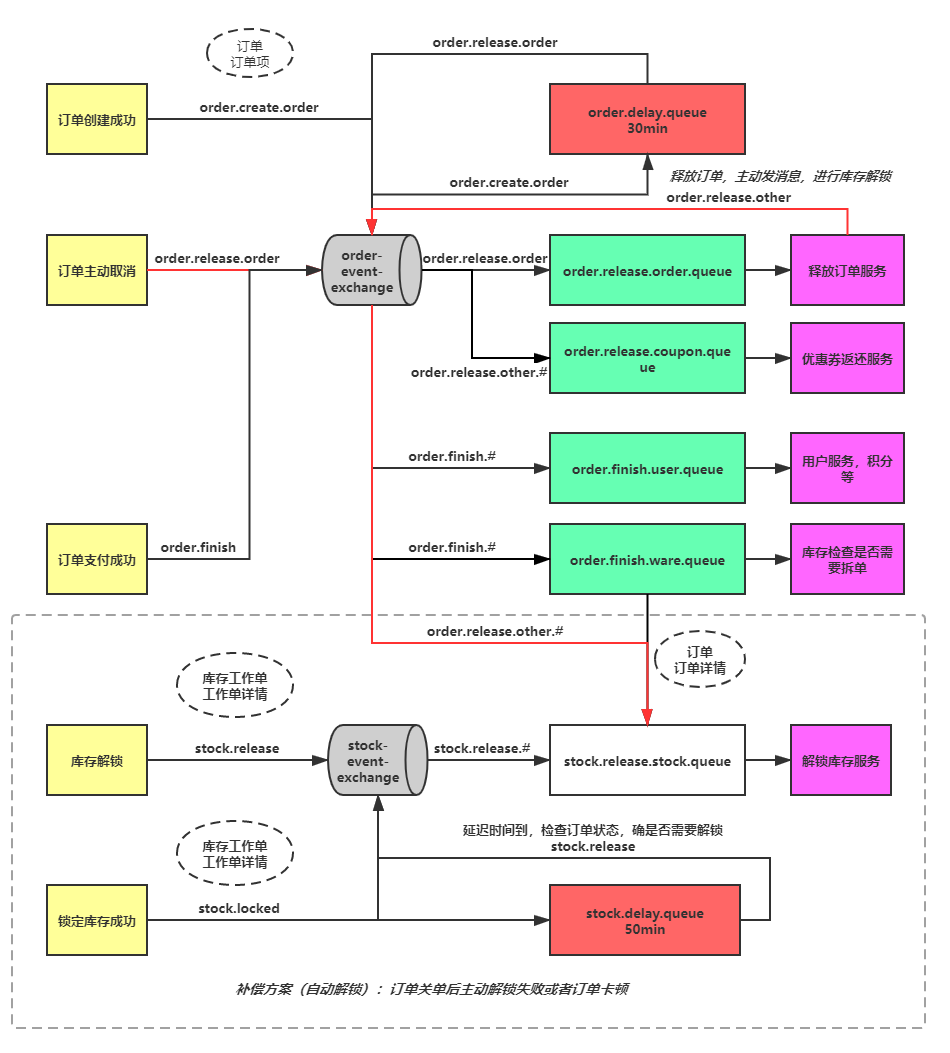 订单
订单项
order.release.order
订单创建成功
order.create.order
order.delay.queue
30min
order.create.order
释放订单，主动发消息，进行库存解锁
order.release.other
订单主动取消
order.release.order
order-
event-
exchange
order.release.order
order.release.order.queue
释放订单服务
order.release.other.#
order.release.coupon.que
ue
优惠券返还服务
order.finish.#
order.finish.user.queue
用户服务，积分
等
订单支付成功
order.finish
order.finish.#
order.finish.ware.queue
库存检查是否需
要拆单
order.release.other.#
订单
订单详情
库存工作单
工作单详情
库存解锁
stock.release
stock-
event-
exchange
stock.release.#
stock.release.stock.queue
解锁库存服务
延迟时间到，检查订单状态，确是否需要解锁
stock.release
库存工作单
工作单详情
锁定库存成功
stock.locked
stock.delay.queue
50min
补偿方案（自动解锁）：订单关单后主动解锁失败或者订单卡顿